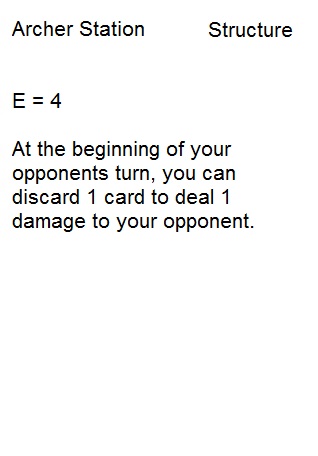 Archer Station Structure
E = 4
At the beginning of your
opponents turn, you can
discard 1 card to deal 1
damage to your opponent.